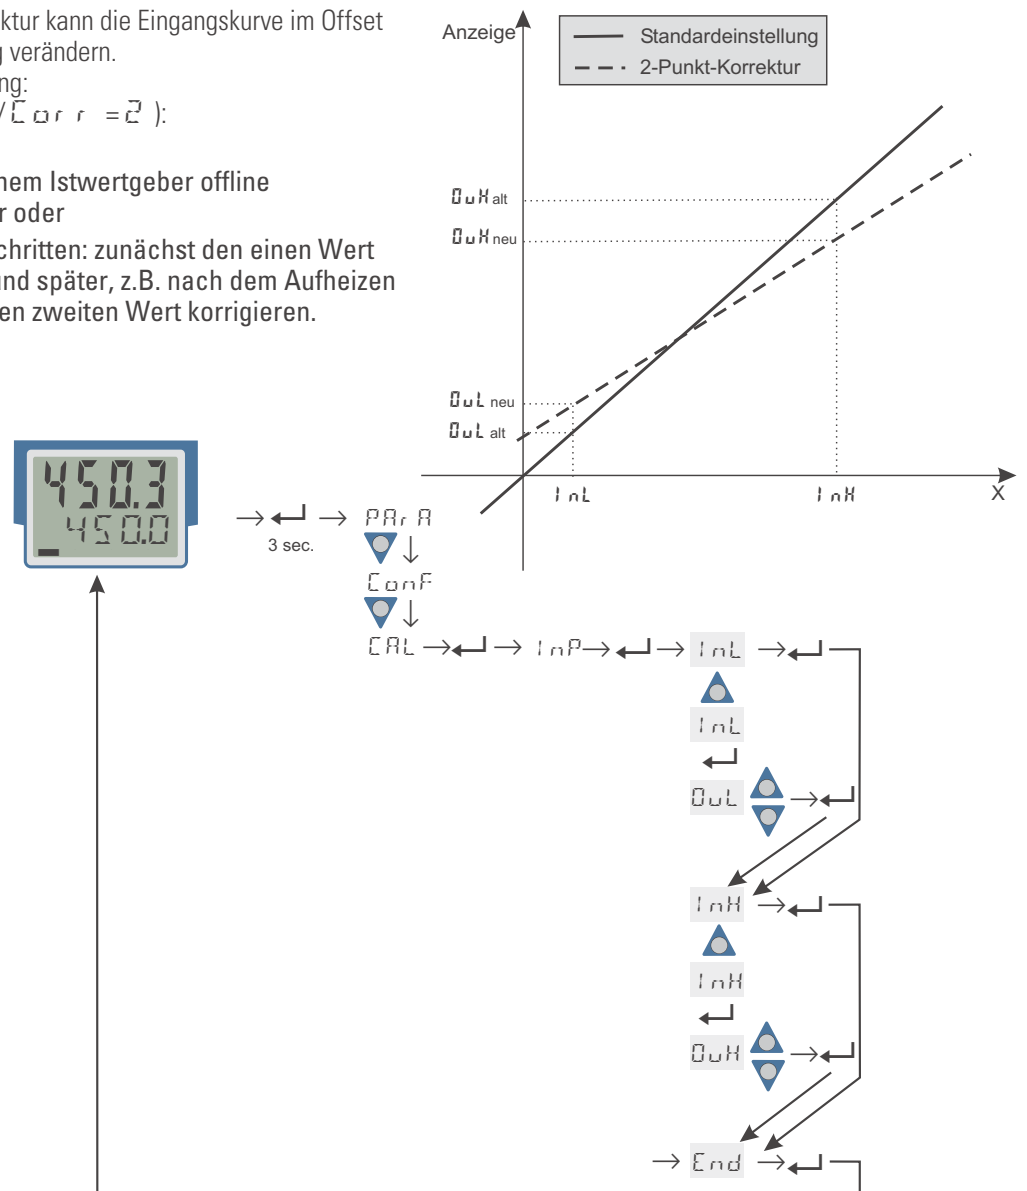 ktur kann die Eingangskurve im Offset
g verändern.
ng:
/Corr = 2 ):
nem Istwertgeber offline
r oder
chritten: zunächst den einen Wert
und später, z.B. nach dem Aufheizen
en zweiten Wert korrigieren.
Anzeige
Standardeinstellung
2-Punkt-Korrektur
OuH alt
OuH neu
OuL neu
OuL alt
InL
InH
X
450.3
450.0
3 sec.
PArA
ConF
CAL
InP
InL
InL
OuL
InH
InH
OuH
End